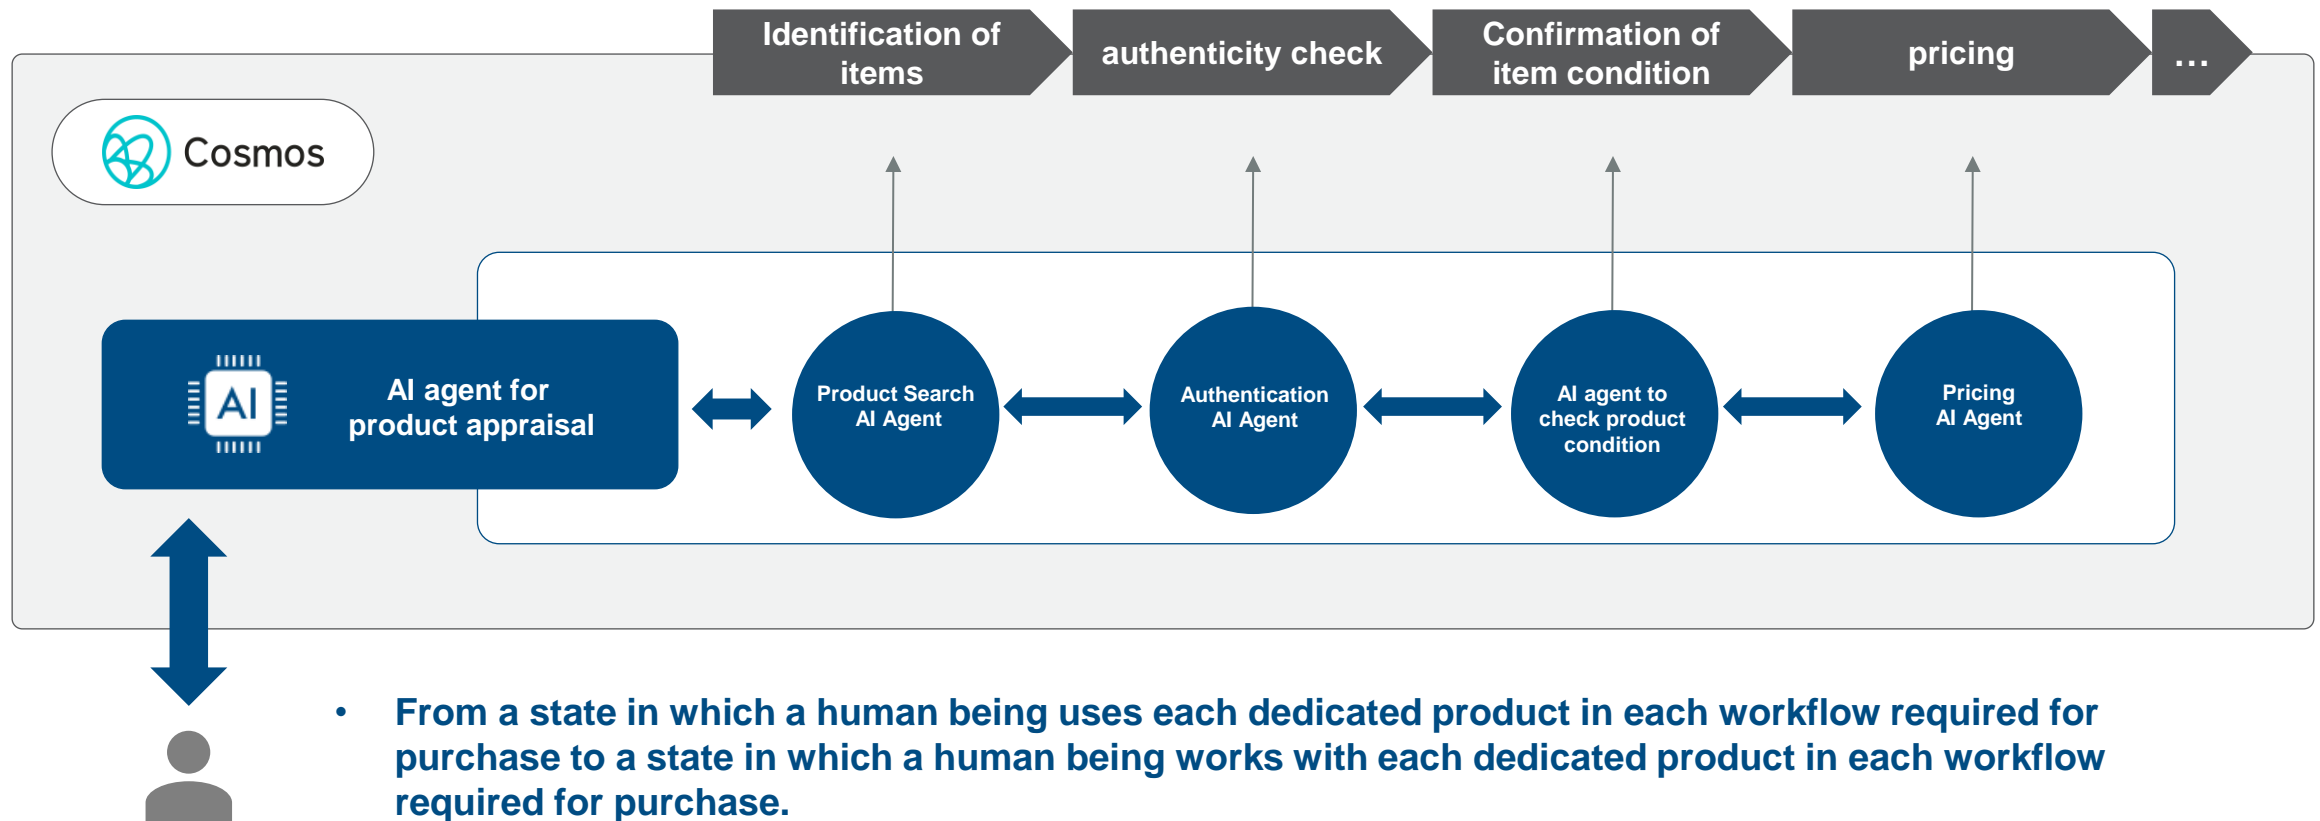 Identification of
items
authenticity check
Confirmation of
item condition
pricing
...
Cosmos
AI
AI agent for
product appraisal
Product Search
AI Agent
Authentication
AI Agent
AI agent to
check product
condition
Pricing
AI Agent
• From a state in which a human being uses each dedicated product in each workflow required for
purchase to a state in which a human being works with each dedicated product in each workflow
required for purchase.